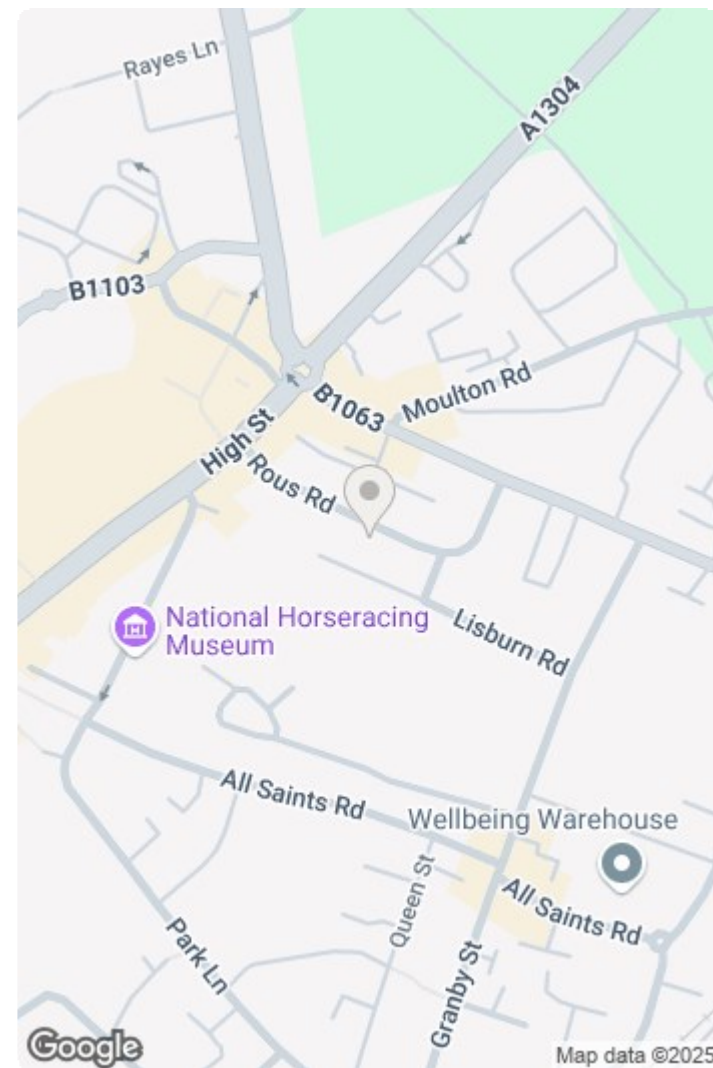 Rayes Ln
A1304
B1103
B1063
Moulton Rd
High St
Rous Rd
National Horseracing
Museum
Lisburn Rd
All Saints Rd
Wellbeing Warehouse
Queen St
All Saints Rd
Park Ln
Granby St
Google
Map data ©2025